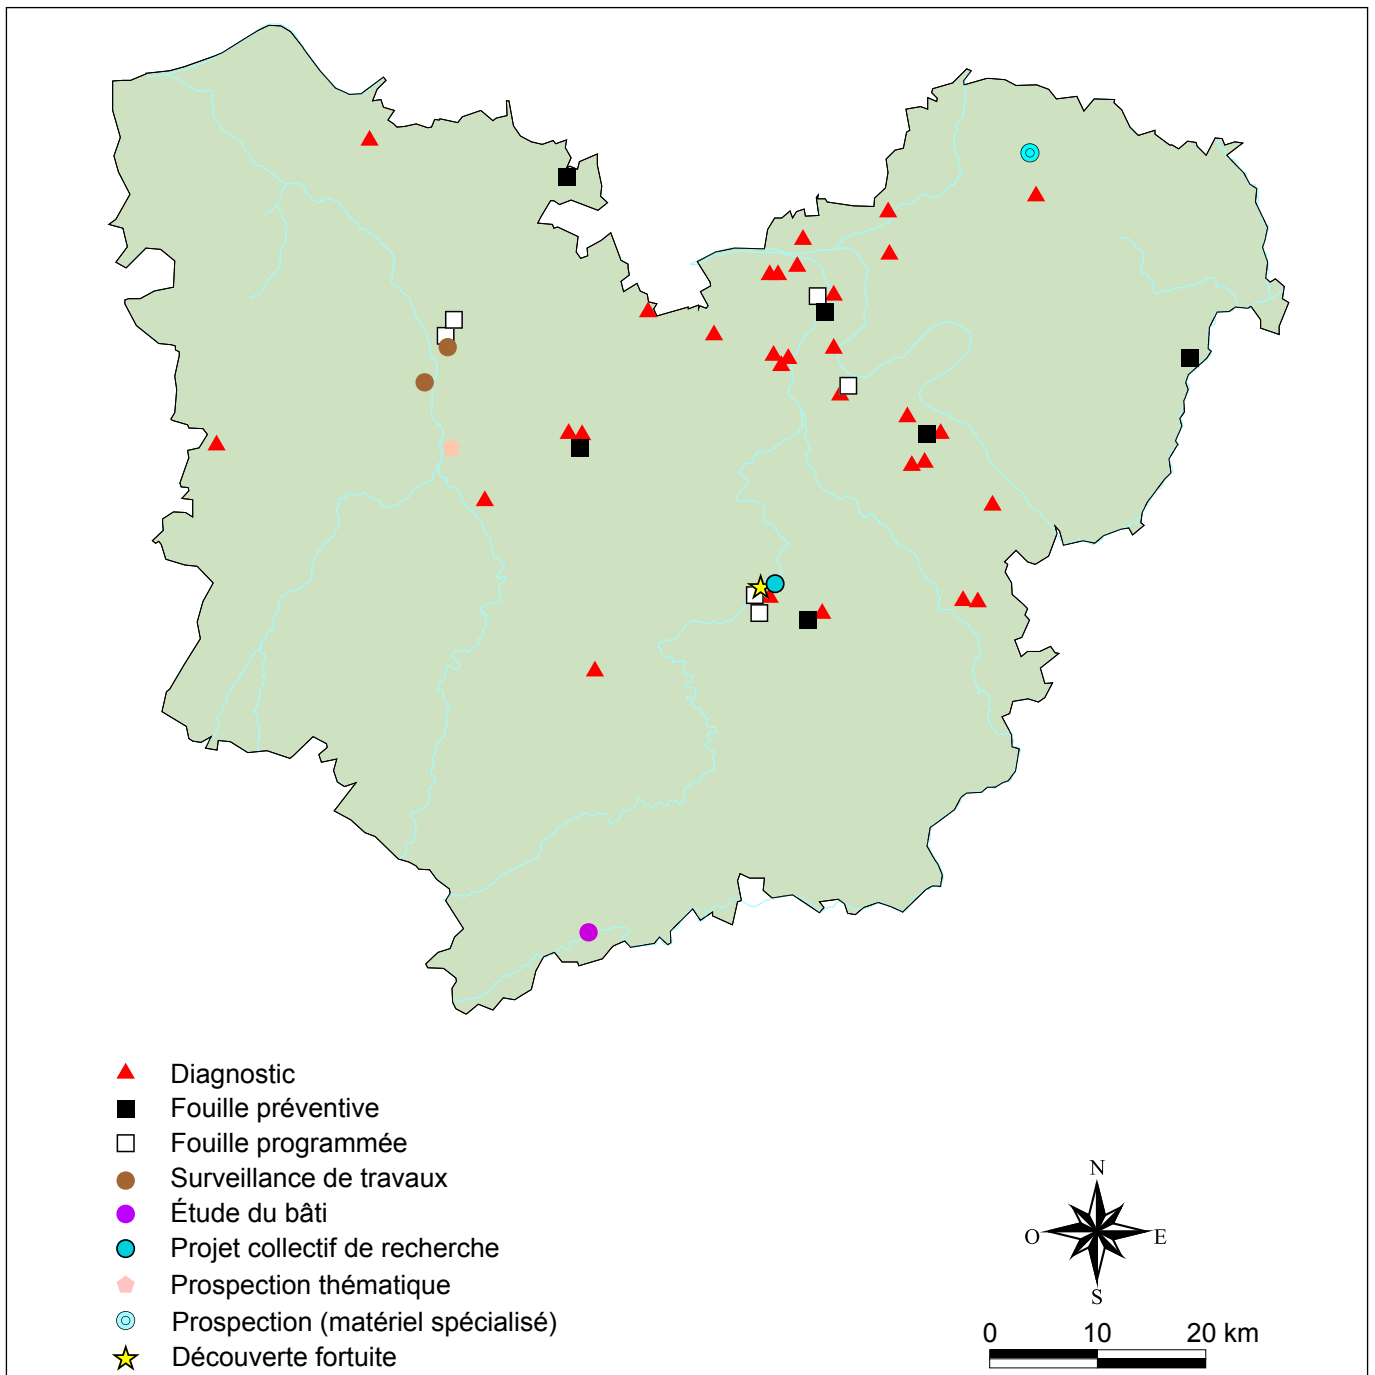 Diagnostic
Fouille préventive
Fouille programmée
Surveillance de travaux
Étude du bâti
Projet collectif de recherche
Prospection thématique
Prospection (matériel spécialisé)
Découverte fortuite
N
O E
S
0 10 20 km